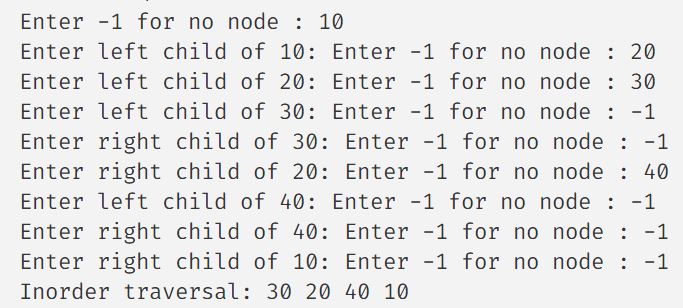 Enter -1 for no node : 10
Enter left child of 10: Enter -1 for no node : 20
Enter left child of 20: Enter -1 for no node : 30
Enter left child of 30: Enter -1 for no node : -1
Enter right child of 30: Enter -1 for no node : -1
Enter right child of 20: Enter -1 for no node : 40
Enter left child of 40: Enter -1 for no node : -1
Enter right child of 40: Enter -1 for no node : -1
Enter right child of 10: Enter -1 for no node : -1
Inorder traversal: 30 20 40 10